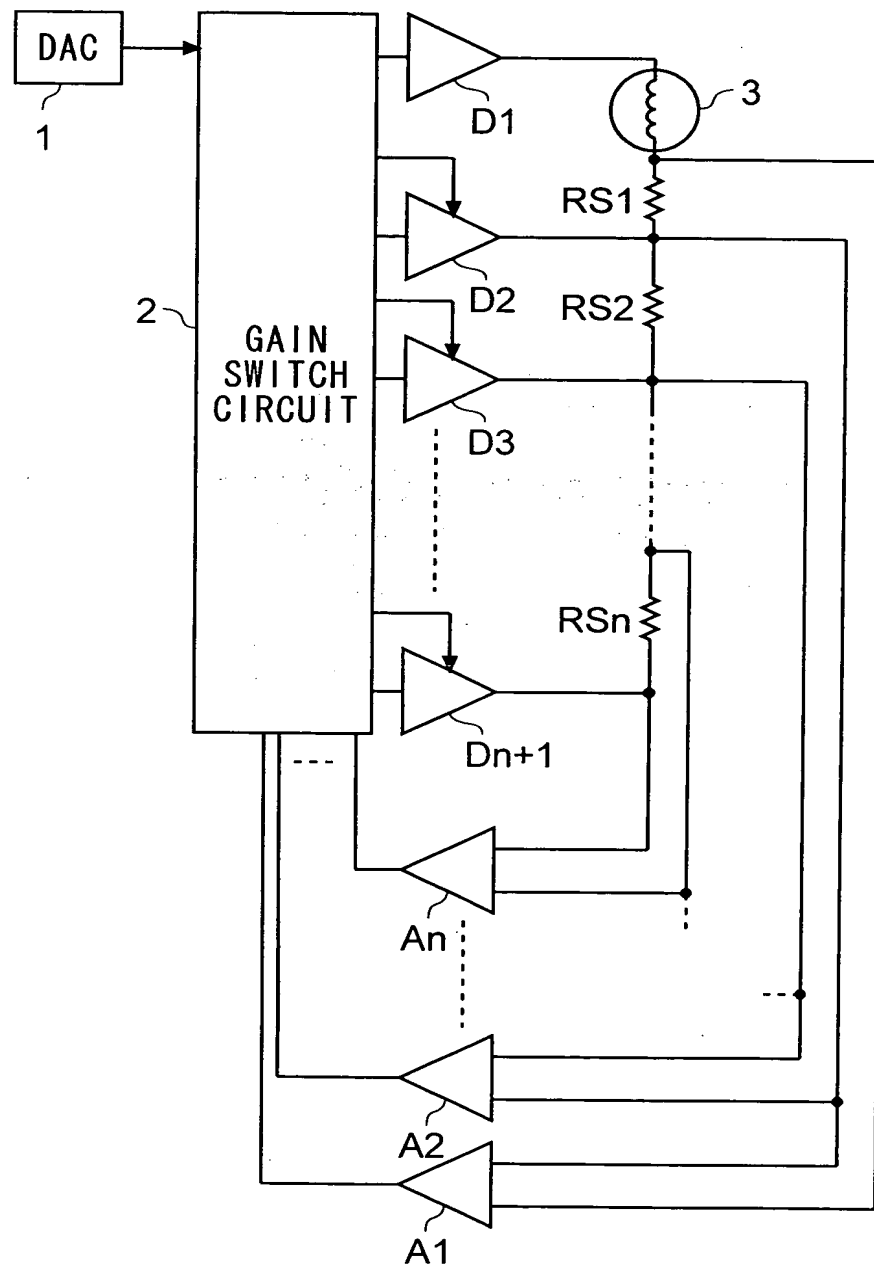 DAC
1
D1
3
RS1
D2
2
RS2
GAIN
SWITCH
CIRCUIT
D3
RSn
Dn+1
An
A2
A1